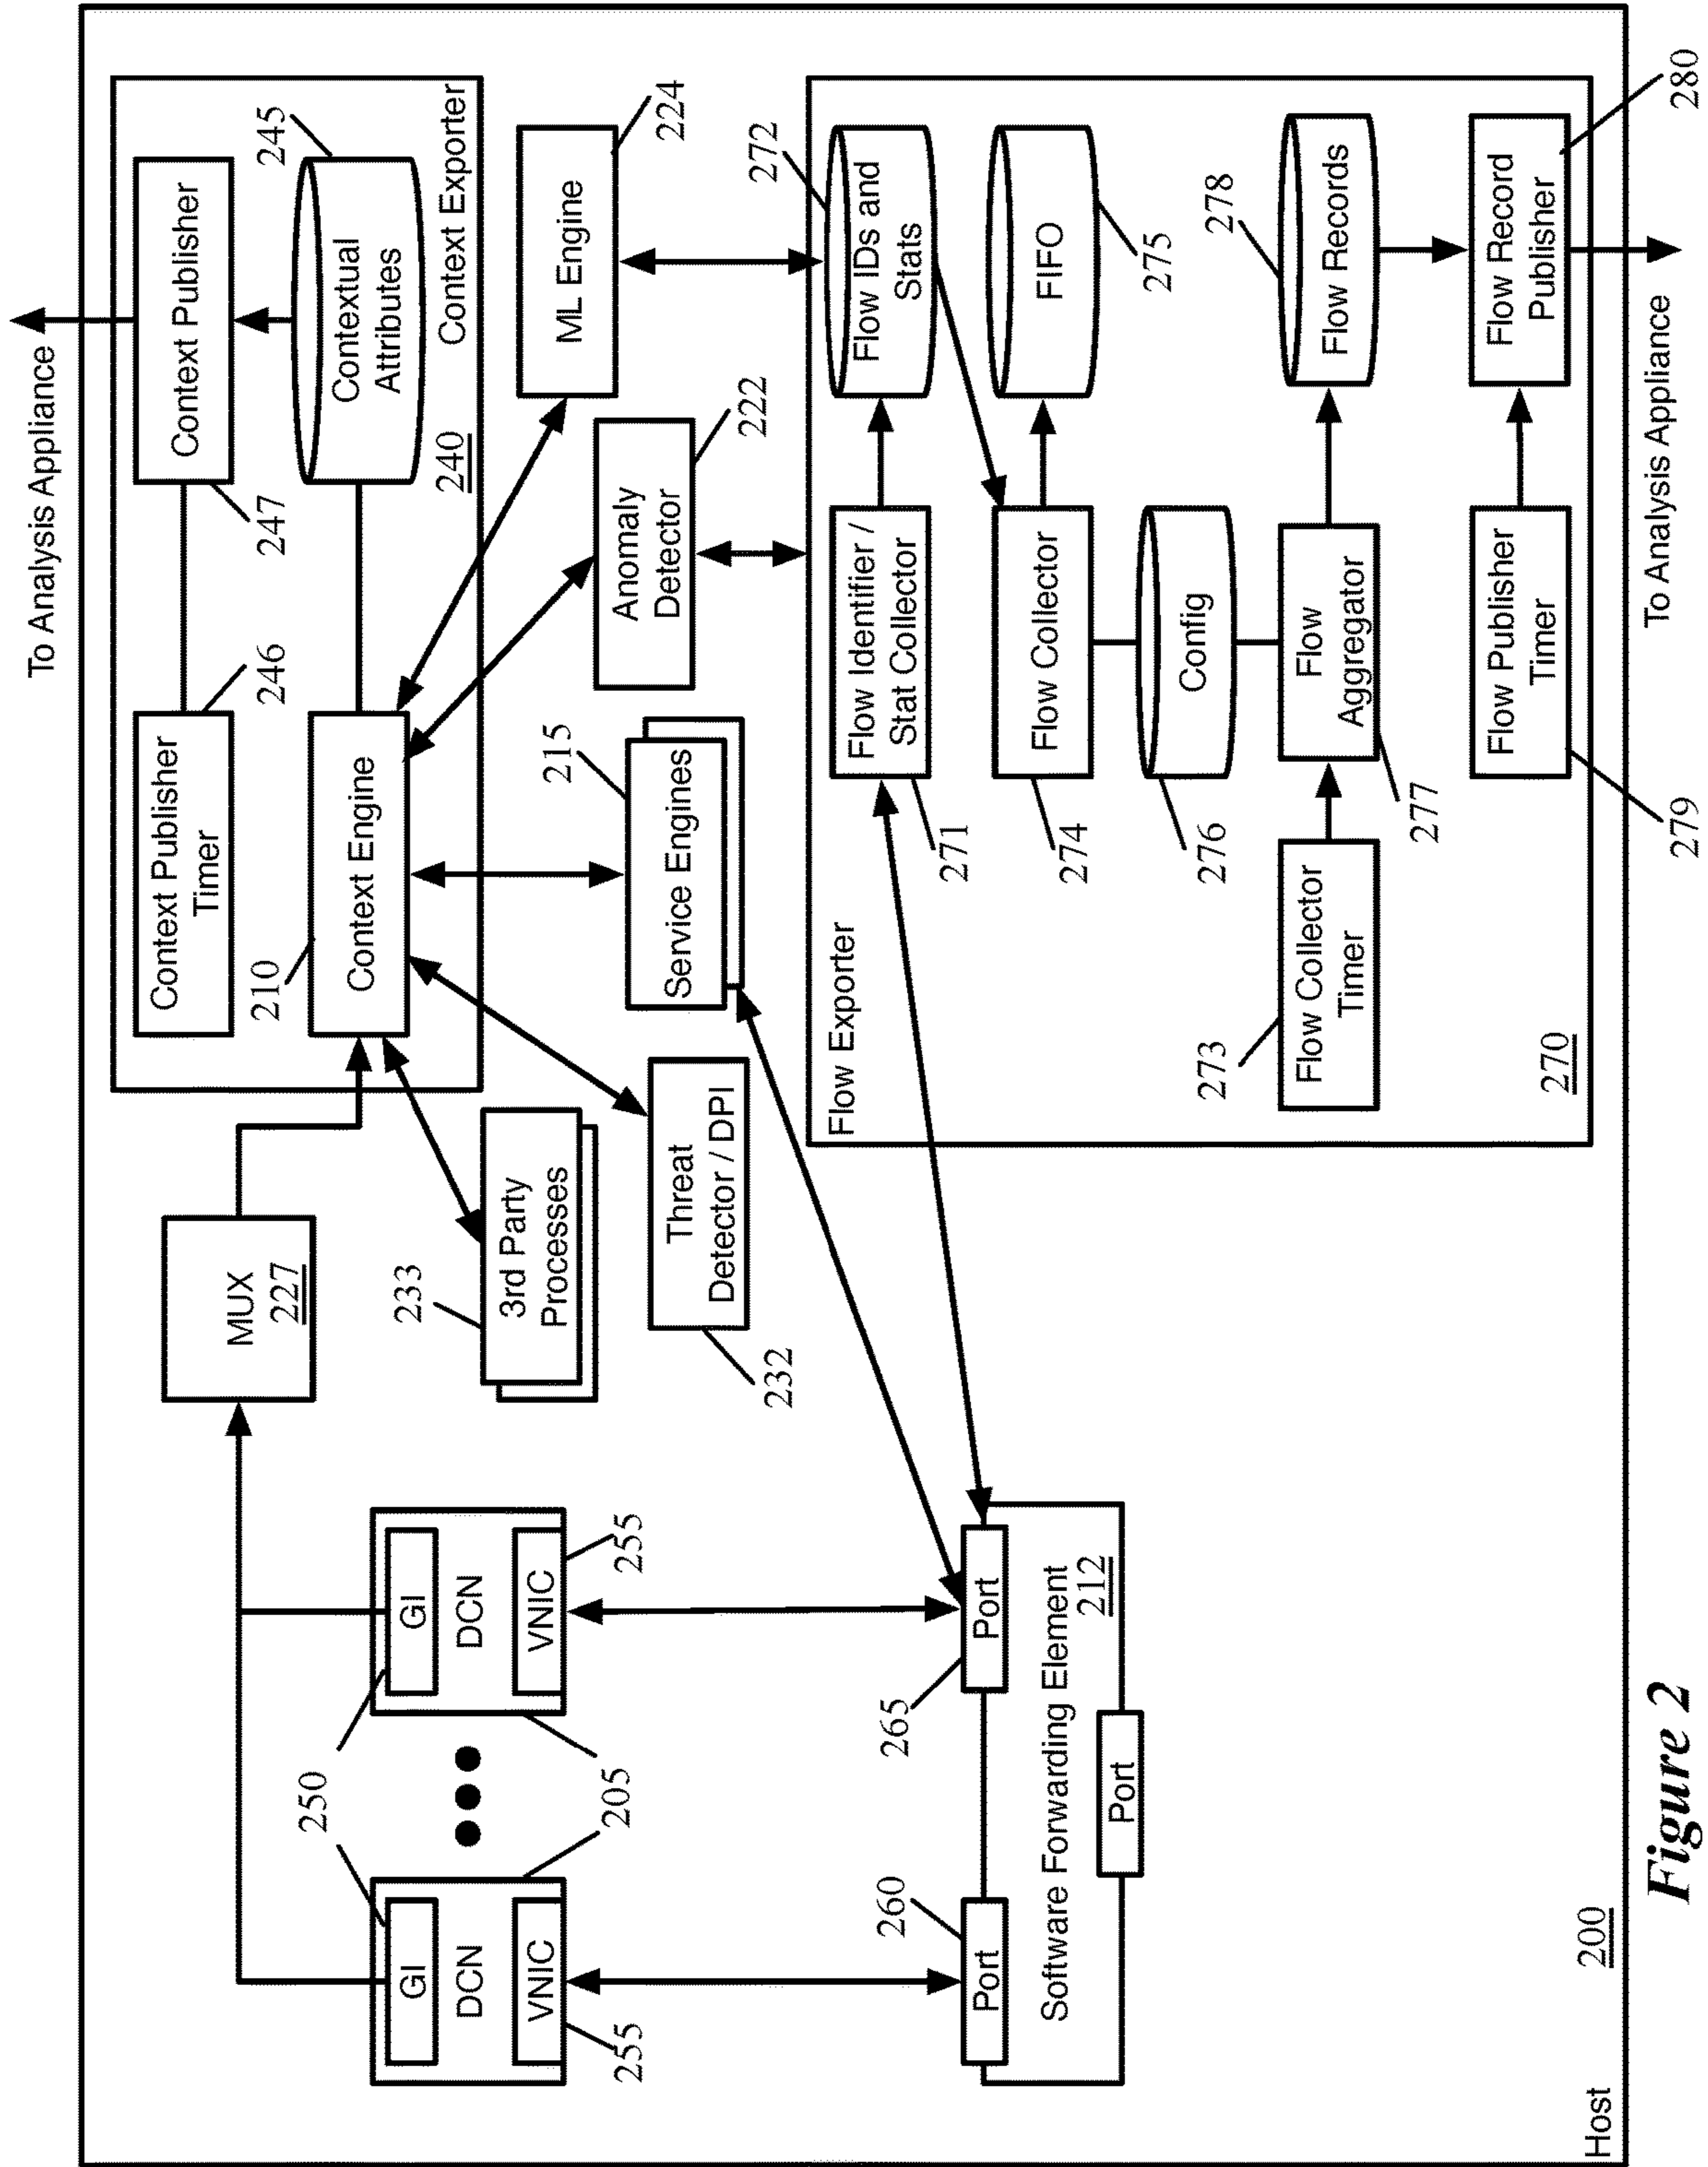 To Analysis Appliance
Context Publisher
Timer
246
Context Publisher
247
MUX
227
210
Context Engine
Contextual
Attributes
245
240
Context Exporter
250
GI
DCN
VNIC
255
GI
DCN
VNIC
255
205
233
3rd Party
Processes
Threat
Detector / DPI
232
215
Service Engines
Anomaly
Detector
222
ML Engine
224
Flow Exporter
Flow Identifier /
Stat Collector
271
272
Flow IDs and
Stats
260
Port
265
Port
Software Forwarding Element
212
Port
Flow Collector
274
FIFO
275
Config
276
273
Flow Collector
Timer
Flow
Aggregator
277
278
Flow Records
Flow Publisher
Timer
279
Flow Record
Publisher
280
270
Host
200
To Analysis Appliance
Figure 2